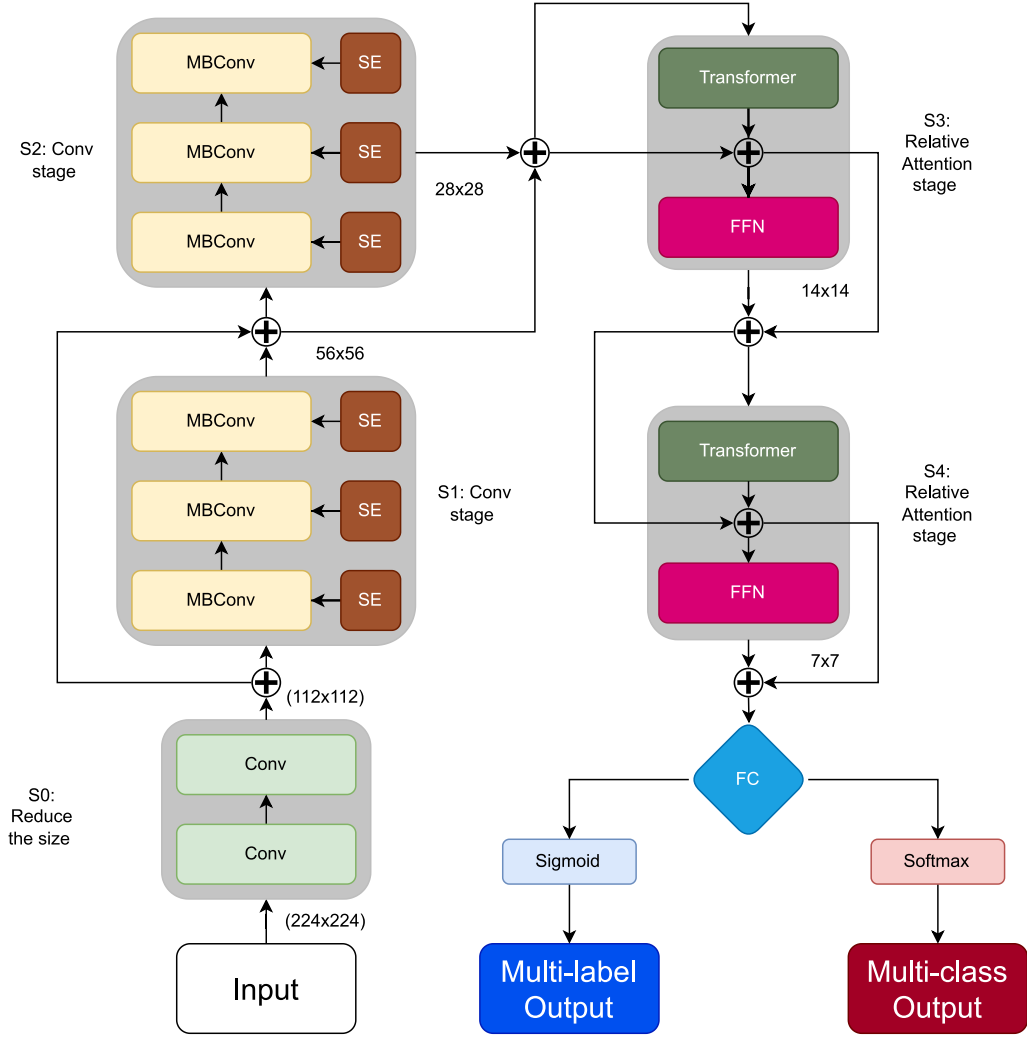 MBConv
SE
MBConv
SE
MBConv
SE
S2: Conv
stage
28x28
56x56
MBConv
SE
MBConv
SE
MBConv
SE
S1: Conv
stage
(112x112)
Conv
Conv
S0:
Reduce
the size
(224x224)
Input
Transformer
FFN
S3:
Relative
Attention
stage
14x14
Transformer
FFN
S4:
Relative
Attention
stage
7x7
FC
Sigmoid
Softmax
Multi-label
Output
Multi-class
Output